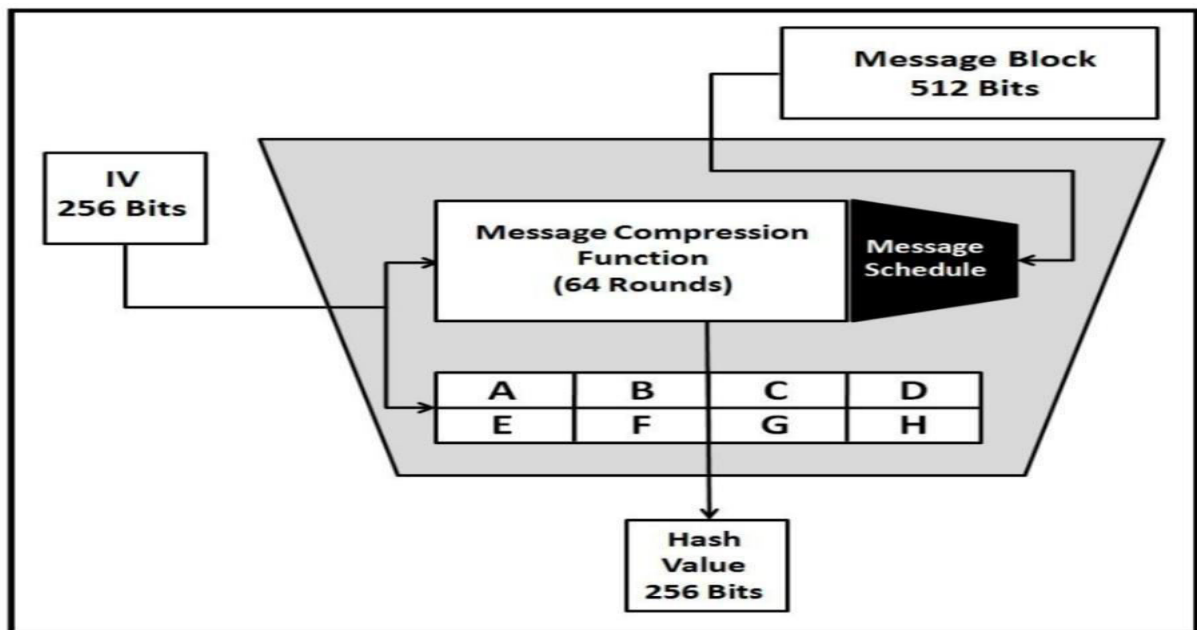 Message Block
512 Bits
IV
256 Bits
Message Compression
Function
(64 Rounds)
Message
Schedule
A B C D
E F G H
Hash
Value
256 Bits